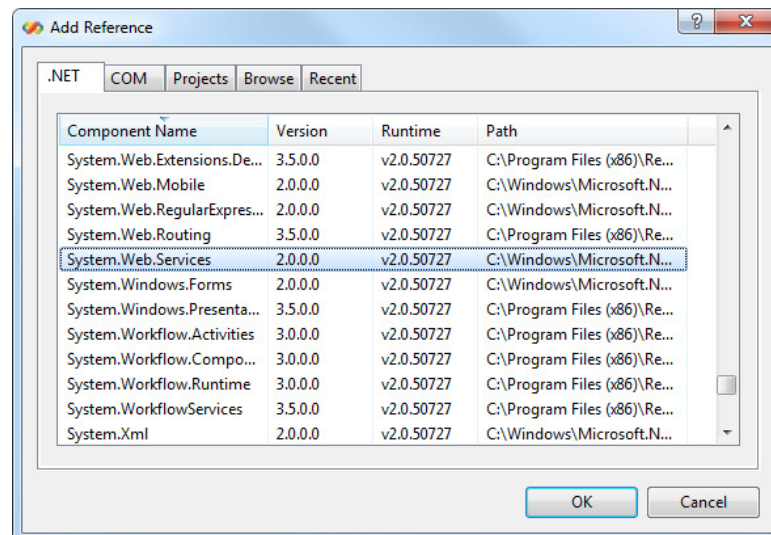 Add Reference
.NET COM Projects Browse Recent
Component Name Version Runtime Path
System.Web.Extensions.De... 3.5.0.0 v2.0.50727 C:\Program Files (x86)\Re...
System.Web.Mobile 2.0.0.0 v2.0.50727 C:\Windows\Microsoft.N...
System.Web.RegularExpres... 2.0.0.0 v2.0.50727 C:\Windows\Microsoft.N...
System.Web.Routing 3.5.0.0 v2.0.50727 C:\Program Files (x86)\Re...
System.Web.Services 2.0.0.0 v2.0.50727 C:\Windows\Microsoft.N...
System.Windows.Forms 2.0.0.0 v2.0.50727 C:\Windows\Microsoft.N...
System.Windows.Presenta... 3.5.0.0 v2.0.50727 C:\Program Files (x86)\Re...
System.Workflow.Activities 3.0.0.0 v2.0.50727 C:\Program Files (x86)\Re...
System.Workflow.Compo... 3.0.0.0 v2.0.50727 C:\Program Files (x86)\Re...
System.Workflow.Runtime 3.0.0.0 v2.0.50727 C:\Program Files (x86)\Re...
System.WorkflowServices 3.5.0.0 v2.0.50727 C:\Program Files (x86)\Re...
System.Xml 2.0.0.0 v2.0.50727 C:\Windows\Microsoft.N...
OK Cancel